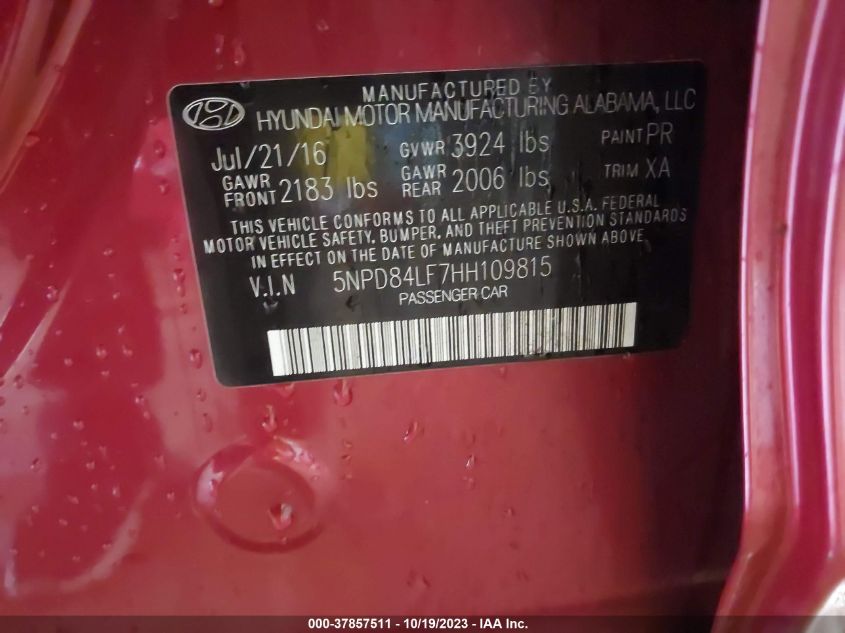 MANUFACTURED BY
HYUNDAI MOTOR MANUFACTURING ALABAMA, LLC
Jul/21/16 GVWR 3924 lbs PAINT PR
GAWR FRONT 2183 lbs GAWR REAR 2006 lbs TRIM XA
THIS VEHICLE CONFORMS TO ALL APPLICABLE U.S.A. FEDERAL
MOTOR VEHICLE SAFETY, BUMPER, AND THEFT PREVENTION STANDARDS
IN EFFECT ON THE DATE OF MANUFACTURE SHOWN ABOVE
V.I.N 5NPD84LF7HH109815
PASSENGER CAR
000-37857511 - 10/19/2023 - IAA Inc.